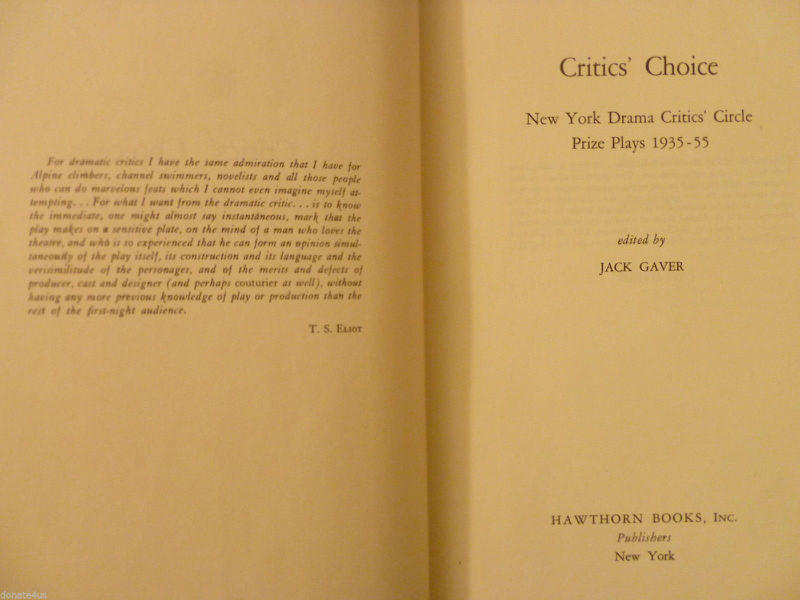 For dramatic critics I have the same admiration that I have for
Alpine climbers, channel swimmers, novelists and all those people
who can do marvelous feats which I cannot even imagine myself at-
tempting. . . For what I want from the dramatic critic. . . is to know
the immediate, one might almost say instantaneous, mark that the
play makes on a sensitive plate, on the mind of a man who loves the
theatre, and who is so experienced that he can form an opinion simul-
taneously of the play itself, its construction and its language and the
verisimilitude of the personages, and of the merits and defects of
producer, cast and designer (and perhaps couturier as well), without
having any more previous knowledge of play or production than the
rest of the first-night audience.
T. S. ELIOT
Critics' Choice
New York Drama Critics' Circle
Prize Plays 1935-55
edited by
JACK GAVER
HAWTHORN BOOKS, INC.
Publishers
New York
donate4us